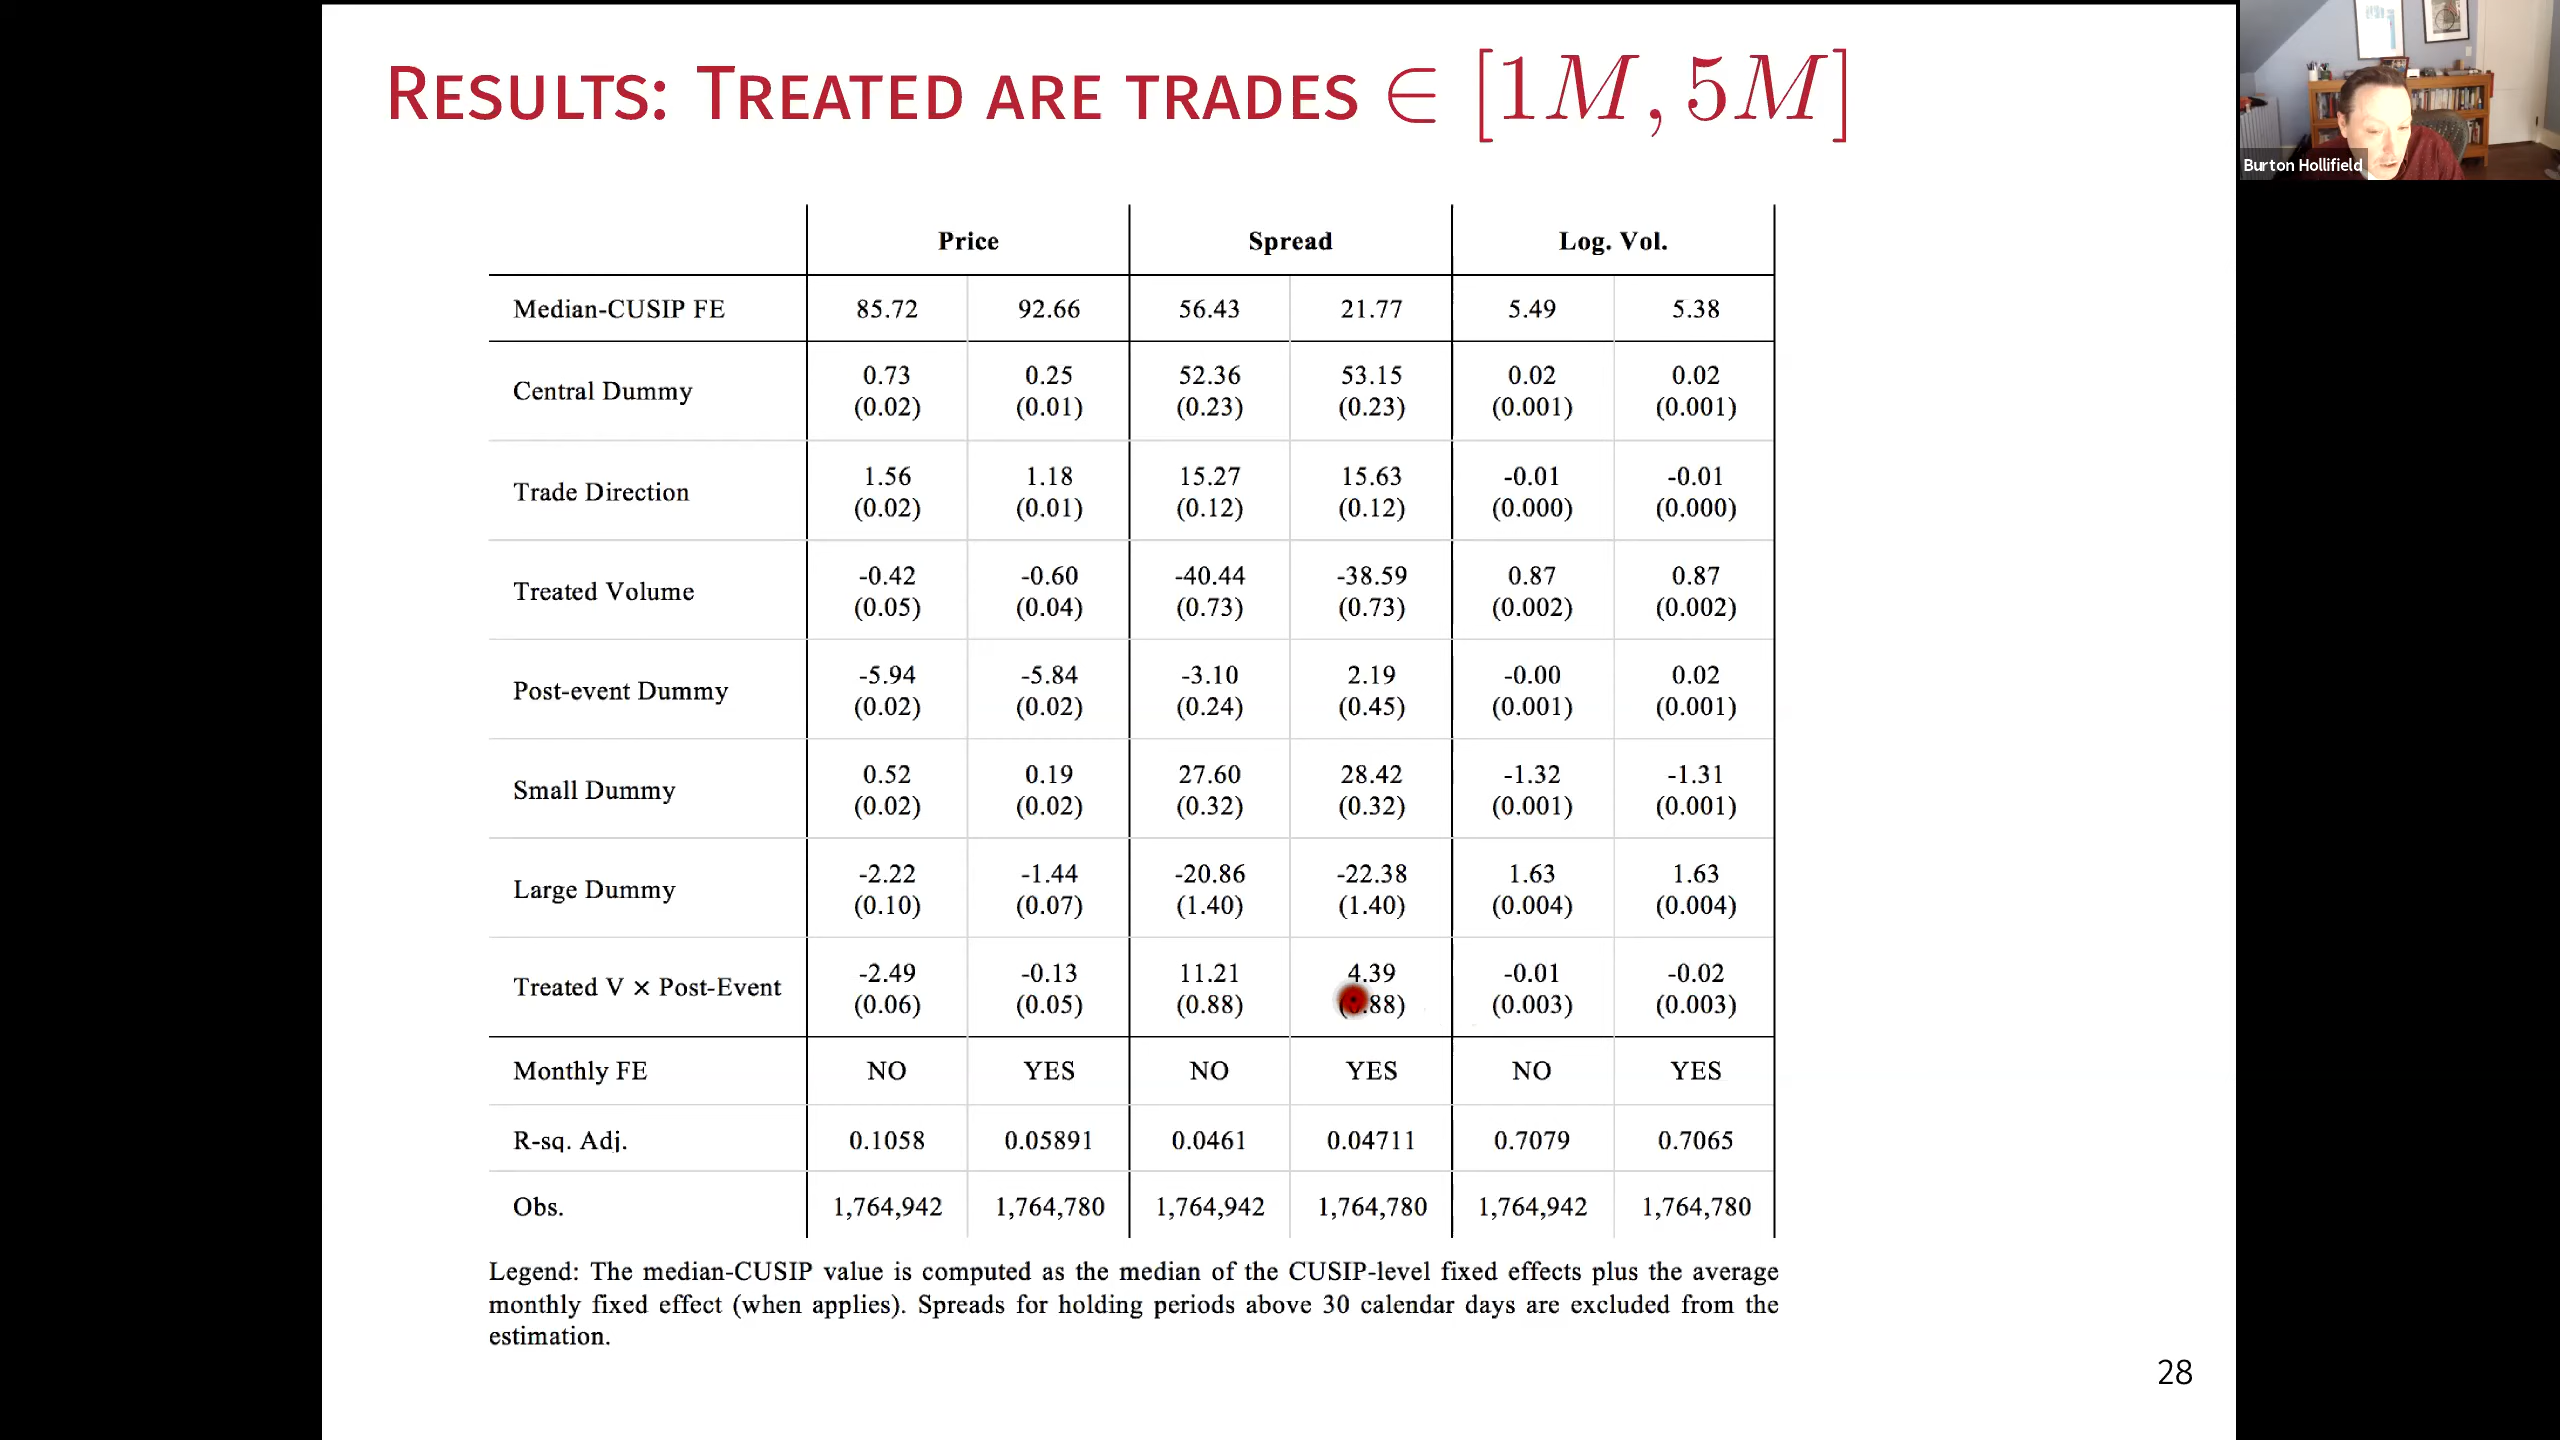 RESULTS: TREATED ARE TRADES ∈ [1M, 5M]
Burton Hollifield
Price Spread Log. Vol.
Median-CUSIP FE 85.72 92.66 56.43 21.77 5.49 5.38
Central Dummy 0.73 0.25 52.36 53.15 0.02 0.02
(0.02) (0.01) (0.23) (0.23) (0.001) (0.001)
Trade Direction 1.56 1.18 15.27 15.63 -0.01 -0.01
(0.02) (0.01) (0.12) (0.12) (0.000) (0.000)
Treated Volume -0.42 -0.60 -40.44 -38.59 0.87 0.87
(0.05) (0.04) (0.73) (0.73) (0.002) (0.002)
Post-event Dummy -5.94 -5.84 -3.10 2.19 -0.00 0.02
(0.02) (0.02) (0.24) (0.45) (0.001) (0.001)
Small Dummy 0.52 0.19 27.60 28.42 -1.32 -1.31
(0.02) (0.02) (0.32) (0.32) (0.001) (0.001)
Large Dummy -2.22 -1.44 -20.86 -22.38 1.63 1.63
(0.10) (0.07) (1.40) (1.40) (0.004) (0.004)
Treated V × Post-Event -2.49 -0.13 11.21 4.39 -0.01 -0.02
(0.06) (0.05) (0.88) (0.003) (0.003)
Monthly FE NO YES NO YES NO YES
R-sq. Adj. 0.1058 0.05891 0.0461 0.04711 0.7079 0.7065
Obs. 1,764,942 1,764,780 1,764,942 1,764,780 1,764,942 1,764,780
Legend: The median-CUSIP value is computed as the median of the CUSIP-level fixed effects plus the average
monthly fixed effect (when applies). Spreads for holding periods above 30 calendar days are excluded from the
estimation.
28